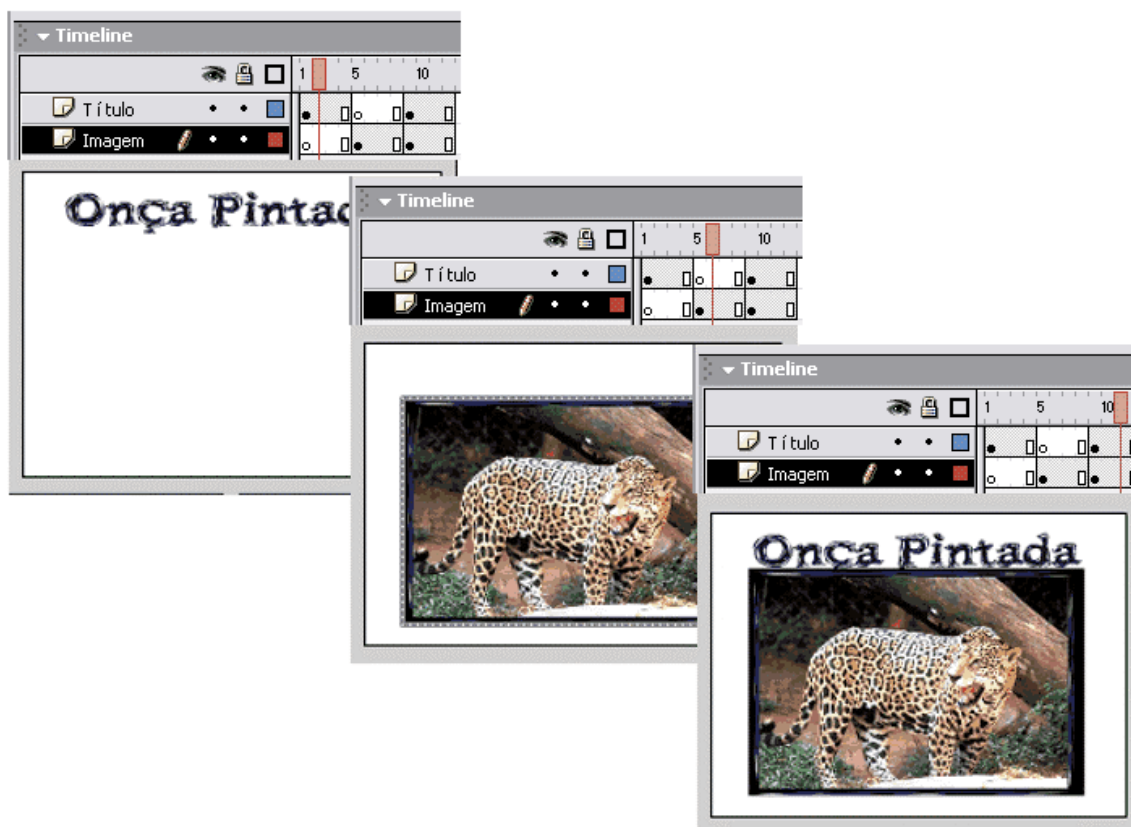 Timeline
1 5 10
Título
Imagem
Onça Pintad
Timeline
1 5 10
Título
Imagem
Timeline
1 5 10
Título
Imagem
Onça Pintada